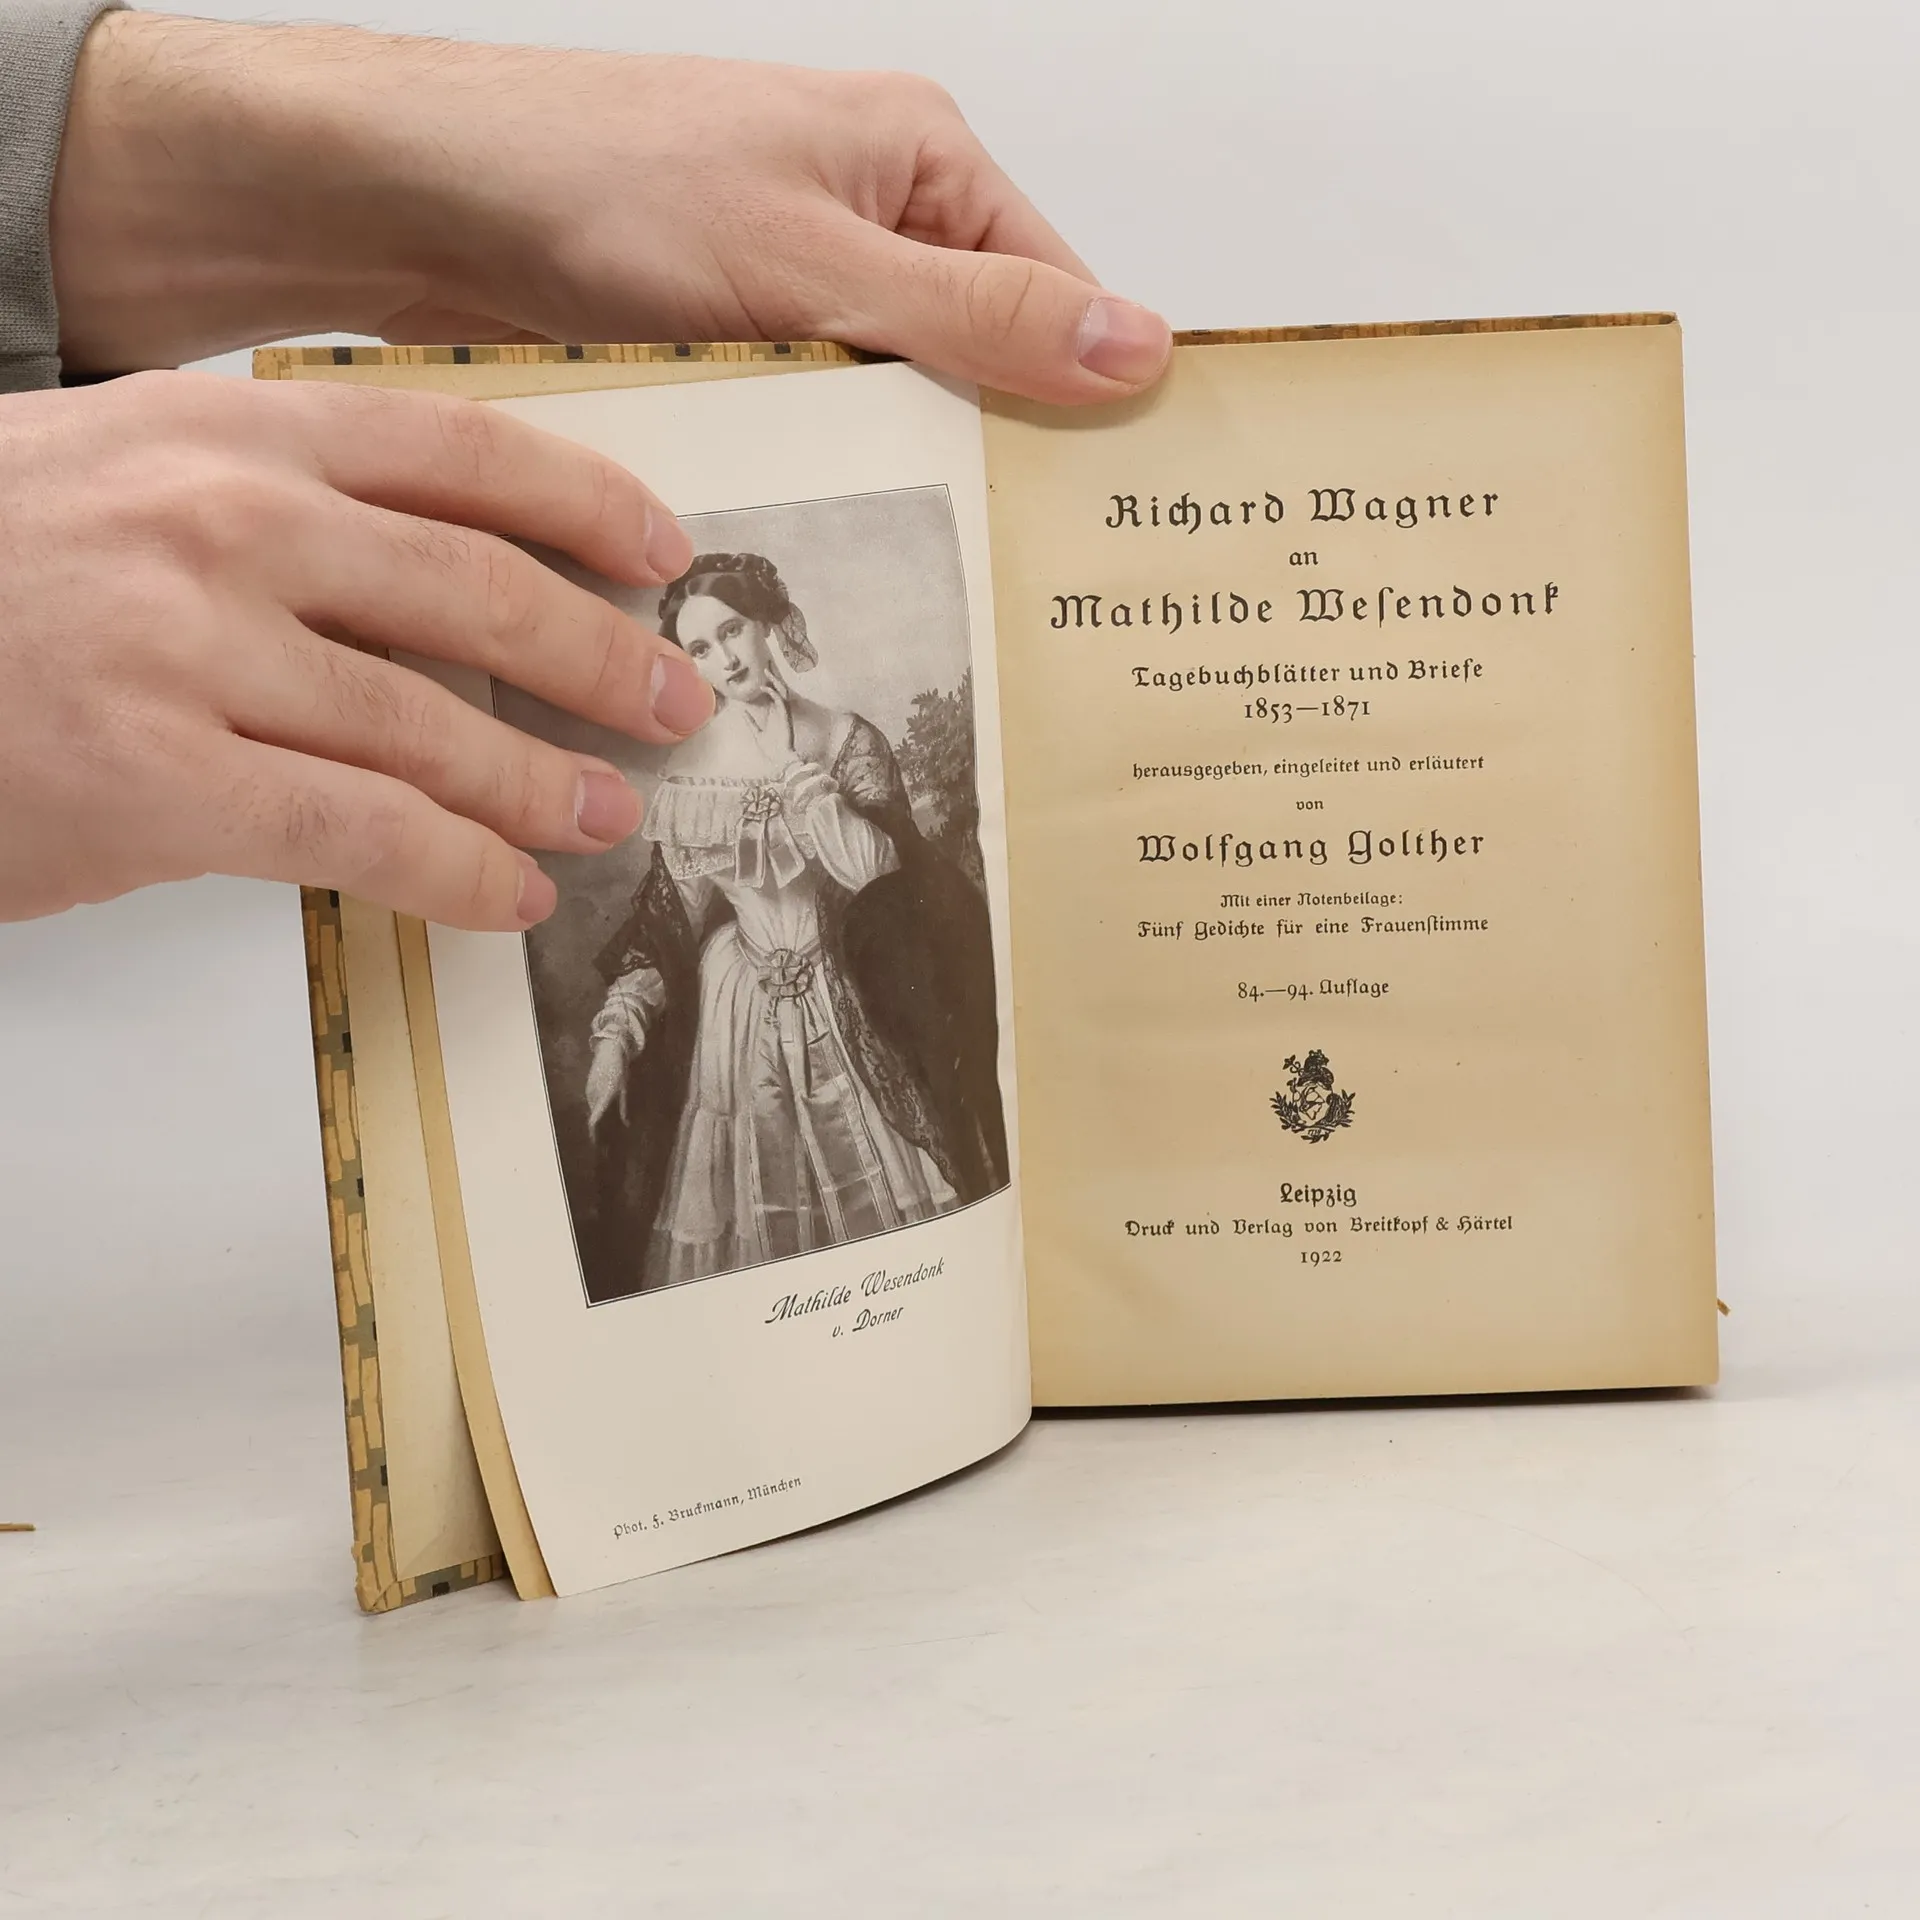 Mathilde Wesendonk
v. Dorner
Phot. F. Bruckmann, München
Richard Wagner
an
Mathilde Weſendonk
Tagebuchblätter und Briefe
1853—1871
herausgegeben, eingeleitet und erläutert
von
Wolfgang Golther
Mit einer Notenbeilage:
Fünf Gedichte für eine Frauenſtimme
84.—94. Auflage
Leipzig
Druck und Verlag von Breitkopf & Härtel
1922